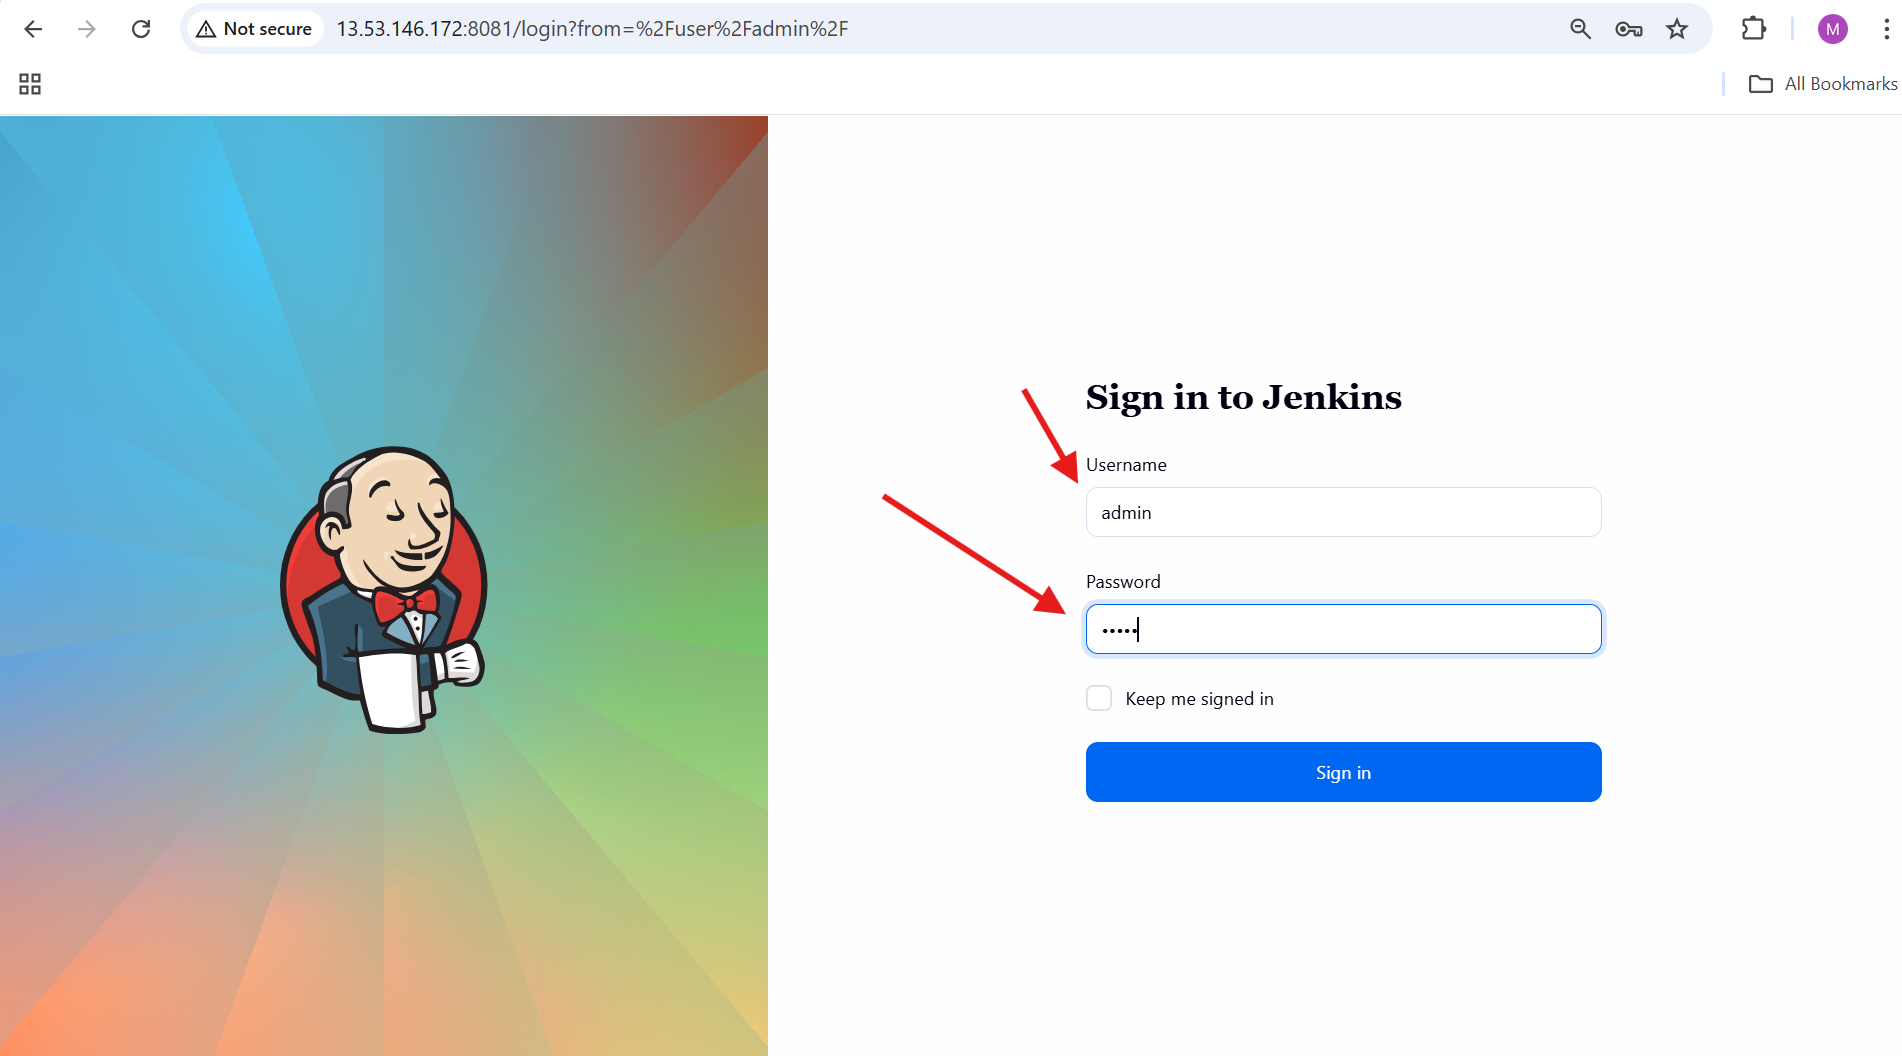 Not secure
13.53.146.172:8081/login?from=%2Fuser%2Fadmin%2F
M
All Bookmarks
Sign in to Jenkins
Username
admin
Password
•••••
Keep me signed in
Sign in